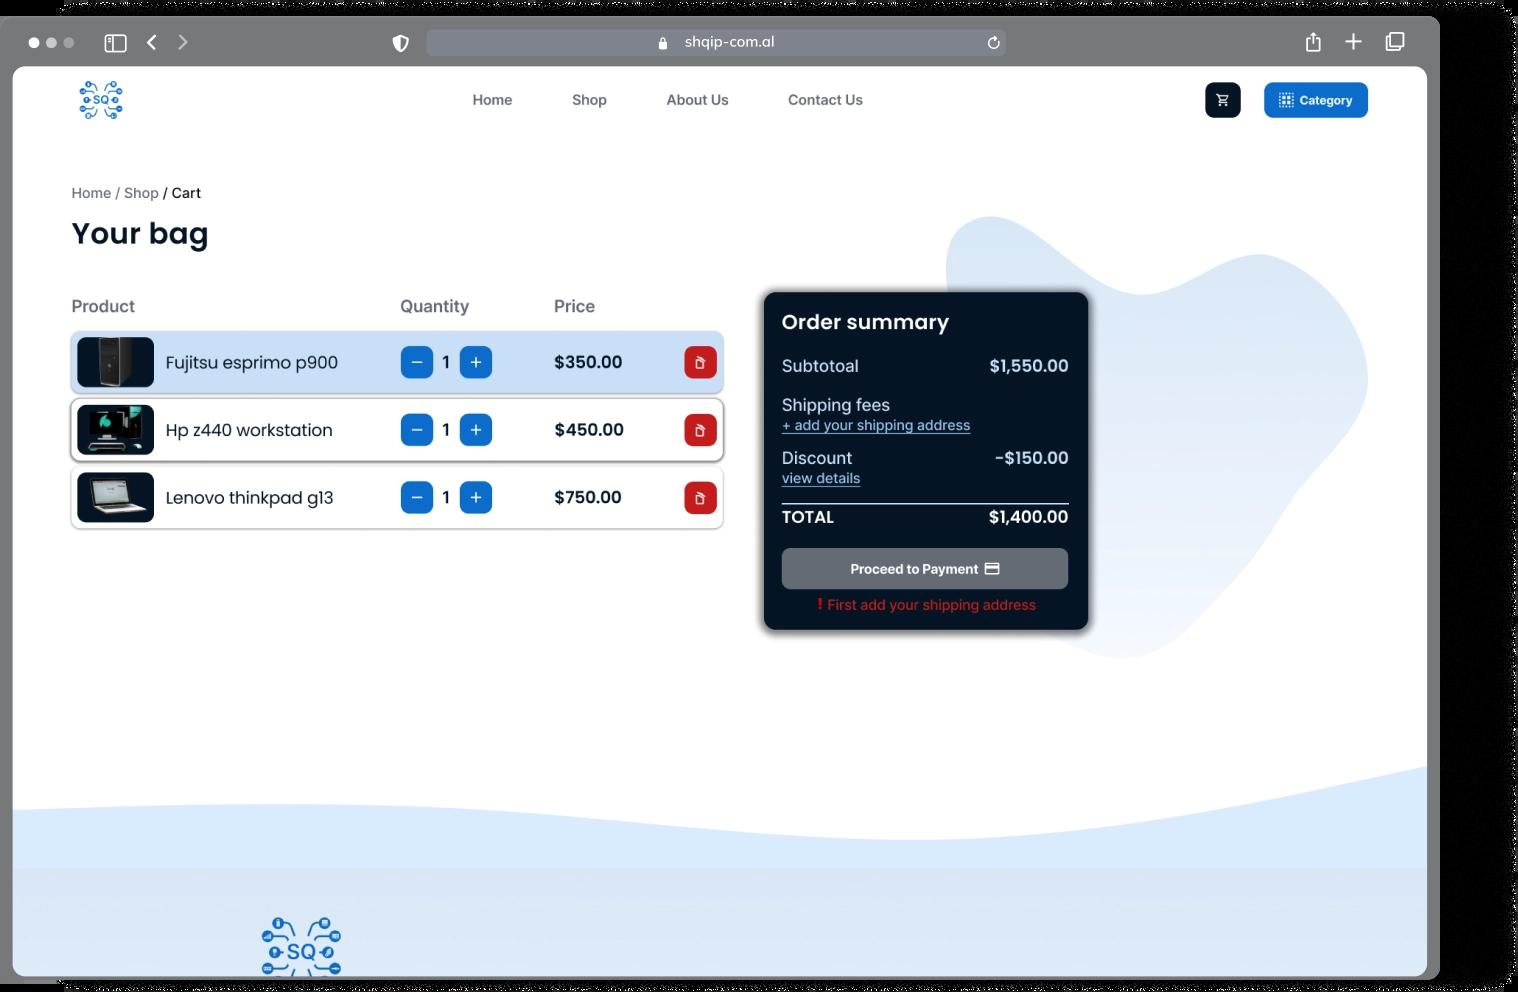 shqip-com.al
SQ
Home
Shop
About Us
Contact Us
Category
Home / Shop / Cart
Your bag
Product
Quantity
Price
Fujitsu esprimo p900
1
$350.00
Hp z440 workstation
1
$450.00
Lenovo thinkpad g13
1
$750.00
Order summary
Subtotoal
$1,550.00
Shipping fees
+ add your shipping address
Discount
-$150.00
view details
TOTAL
$1,400.00
Proceed to Payment
! First add your shipping address
SQ